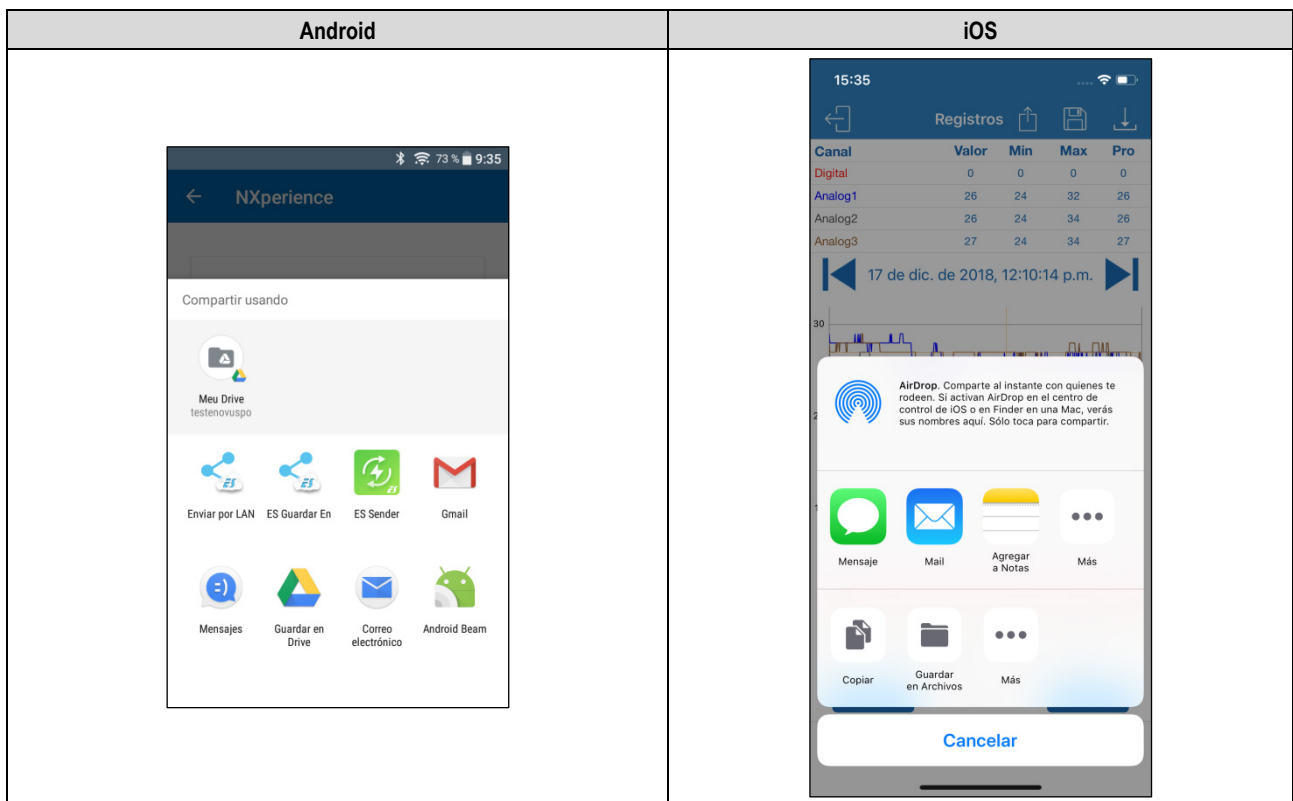 Android
iOS
73 % 9:35
NXperience
Compartir usando
Meu Drive
testenovuspo
ES
ES
ES
Enviar por LAN
ES Guardar En
ES Sender
Gmail
Mensajes
Guardar en
Drive
Correo
electrónico
Android Beam
15:35
Registros
Canal Valor Min Max Pro
Digital 0 0 0 0
Analog1 26 24 32 26
Analog2 26 24 34 26
Analog3 27 24 34 27
17 de dic. de 2018, 12:10:14 p.m.
30
AirDrop. Comparte al instante con quienes te
rodeen. Si activan AirDrop en el centro de
control de iOS o en Finder en una Mac, verás
sus nombres aquí. Sólo toca para compartir.
2
1
Mensaje
Mail
Agregar
a Notas
Más
Copiar
Guardar
en Archivos
Más
Cancelar